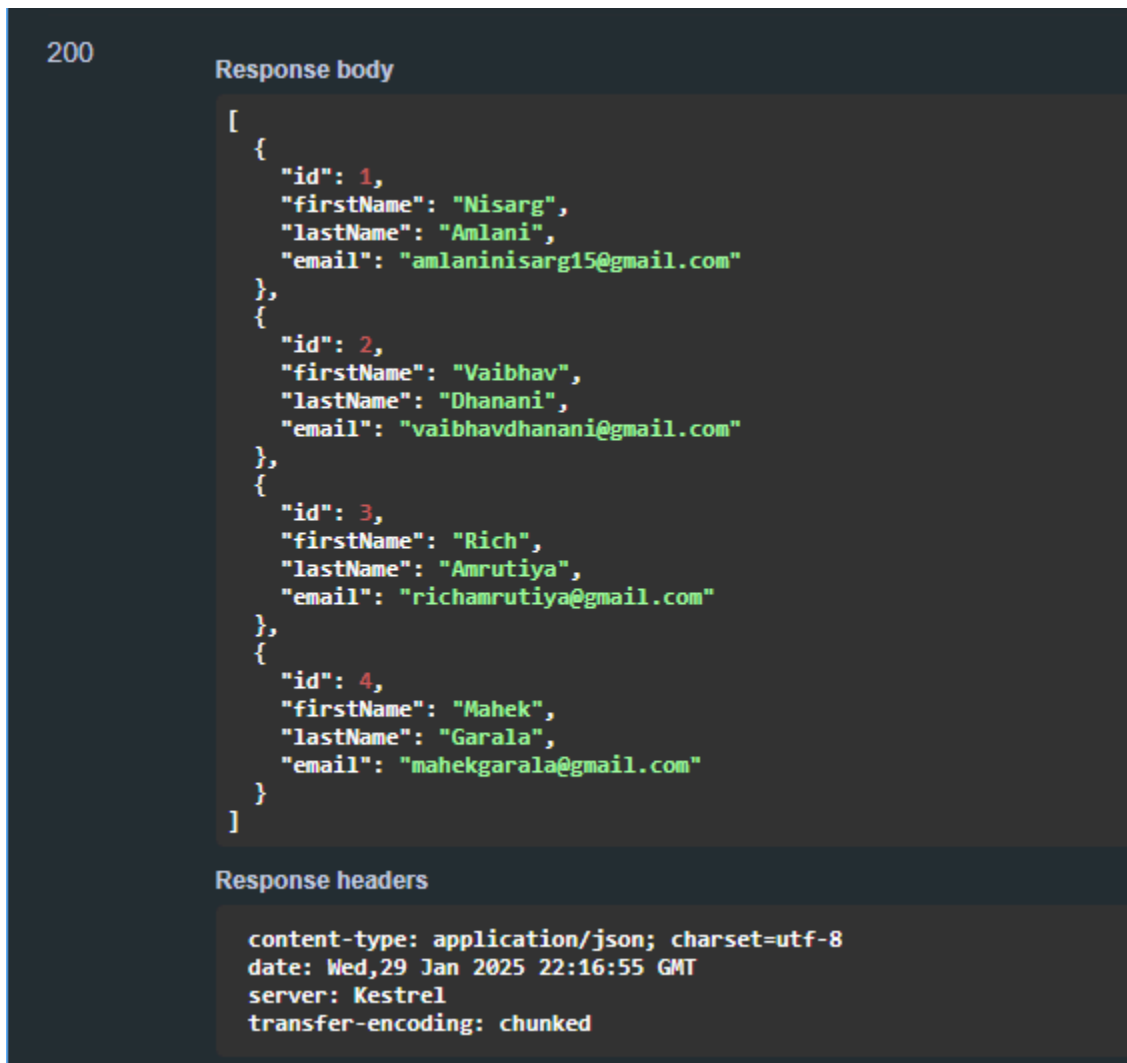 200
Response body
[
  {
    "id": 1,
    "firstName": "Nisarg",
    "lastName": "Amlani",
    "email": "amlaninisarg15@gmail.com"
  },
  {
    "id": 2,
    "firstName": "Vaibhav",
    "lastName": "Dhanani",
    "email": "vaibhavdhanani@gmail.com"
  },
  {
    "id": 3,
    "firstName": "Rich",
    "lastName": "Amrutiya",
    "email": "richamrutiya@gmail.com"
  },
  {
    "id": 4,
    "firstName": "Mahek",
    "lastName": "Garala",
    "email": "mahekgarala@gmail.com"
  }
]
Response headers
content-type: application/json; charset=utf-8
date: Wed,29 Jan 2025 22:16:55 GMT
server: Kestrel
transfer-encoding: chunked